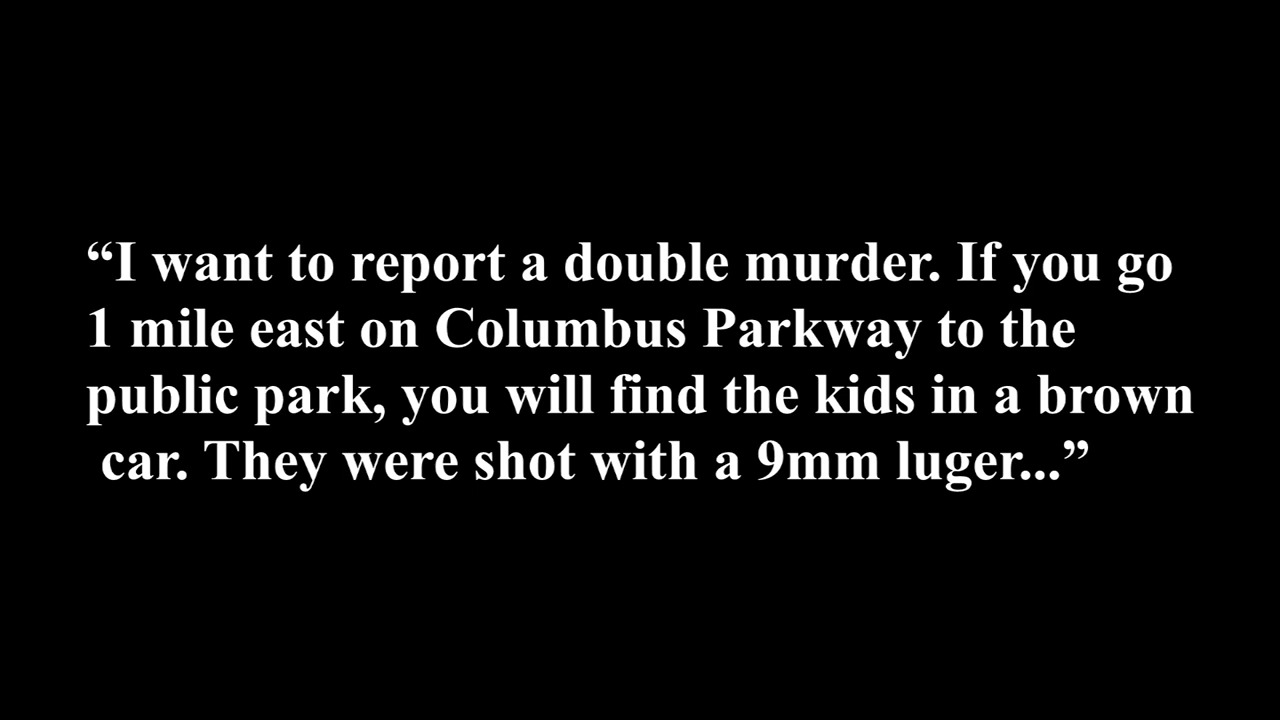 “I want to report a double murder. If you go
1 mile east on Columbus Parkway to the
public park, you will find the kids in a brown
car. They were shot with a 9mm luger...”